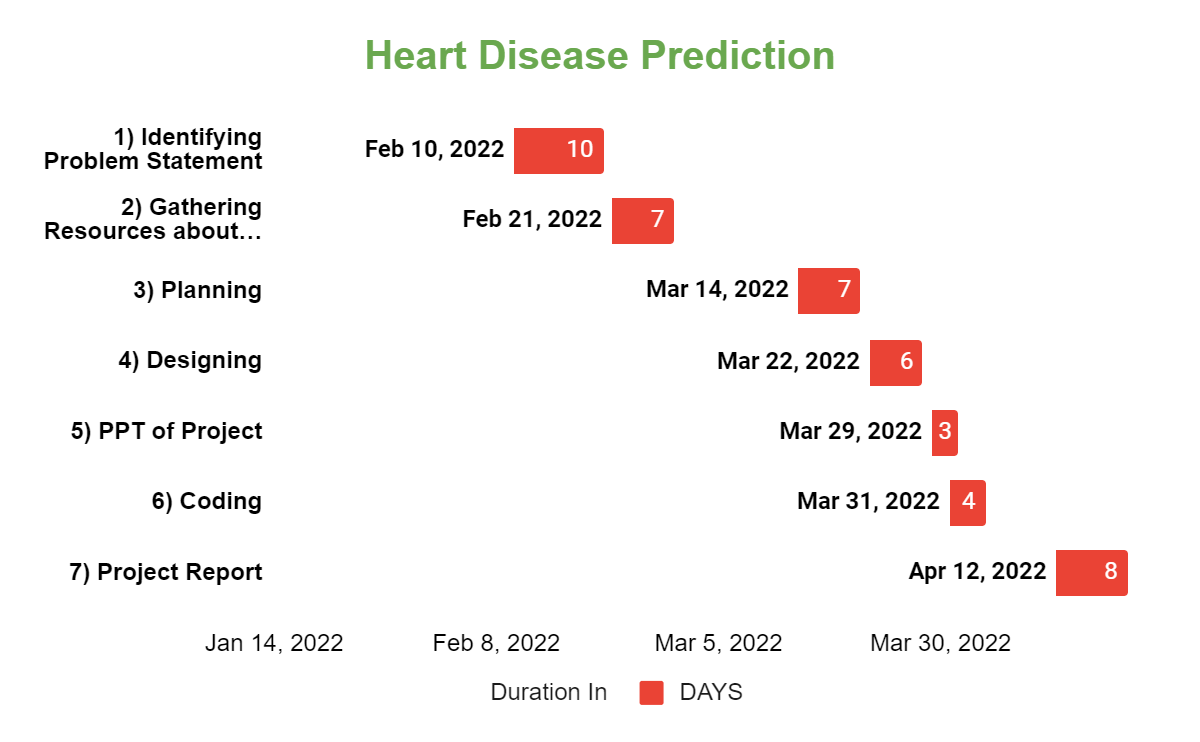 Heart Disease Prediction
1) Identifying
Problem Statement
Feb 10, 2022 10
2) Gathering
Resources about…
Feb 21, 2022 7
3) Planning
Mar 14, 2022 7
4) Designing
Mar 22, 2022 6
5) PPT of Project
Mar 29, 2022 3
6) Coding
Mar 31, 2022 4
7) Project Report
Apr 12, 2022 8
Jan 14, 2022 Feb 8, 2022 Mar 5, 2022 Mar 30, 2022
Duration In DAYS